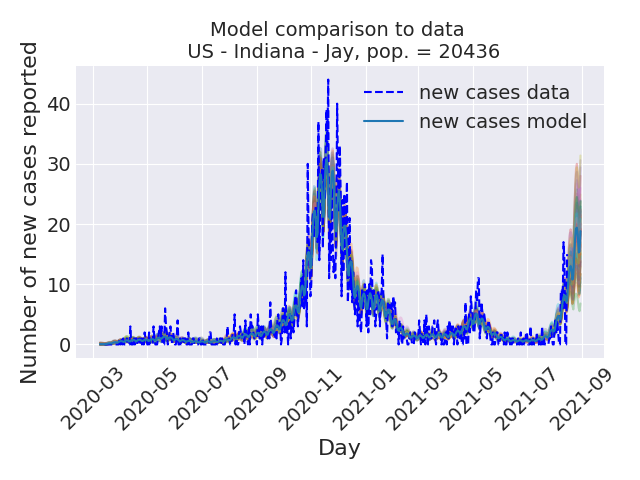 Model comparison to data
US - Indiana - Jay, pop. = 20436
Number of new cases reported
40
30
20
10
0
new cases data
new cases model
2020-03
2020-05
2020-07
2020-09
2020-11
2021-01
2021-03
2021-05
2021-07
2021-09
Day